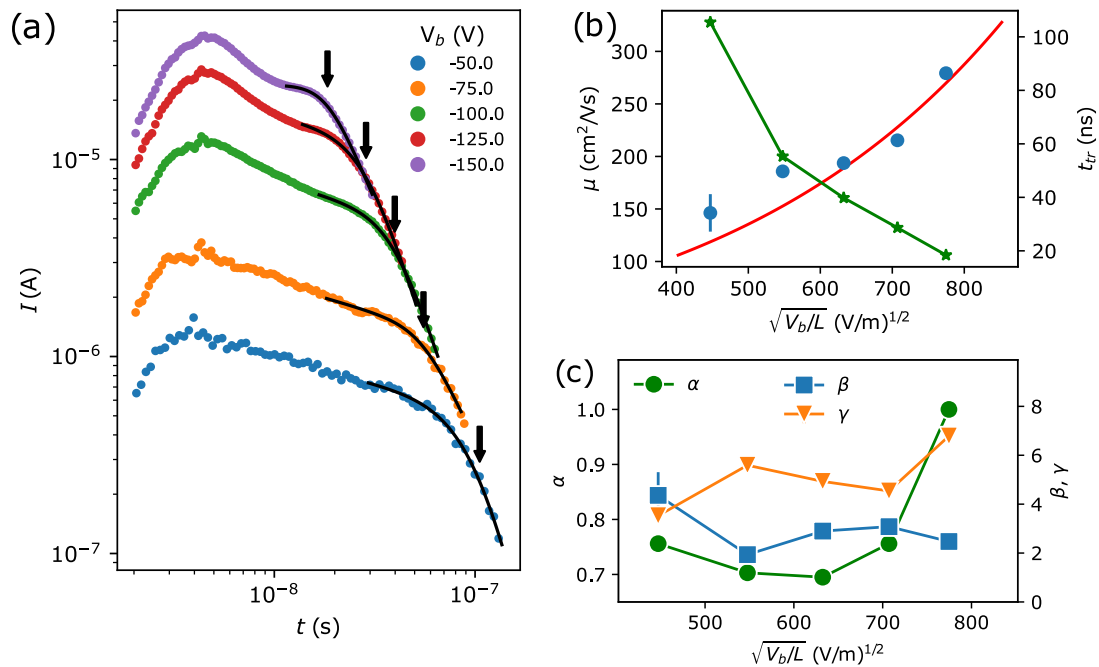 (a)
V_b (V)
-50.0
-75.0
-100.0
-125.0
-150.0
I (A)
10⁻⁵
10⁻⁶
10⁻⁷
10⁻⁸
10⁻⁷
t (s)
(b)
μ (cm²/Vs)
300
250
200
150
100
400
500
600
700
800
√V_b/L (V/m)^1/2
100
80
60
40
20
t_tr (ns)
(c)
α
β
γ
α
1.0
0.9
0.8
0.7
500
600
700
800
√V_b/L (V/m)^1/2
8
6
4
2
0
β, γ